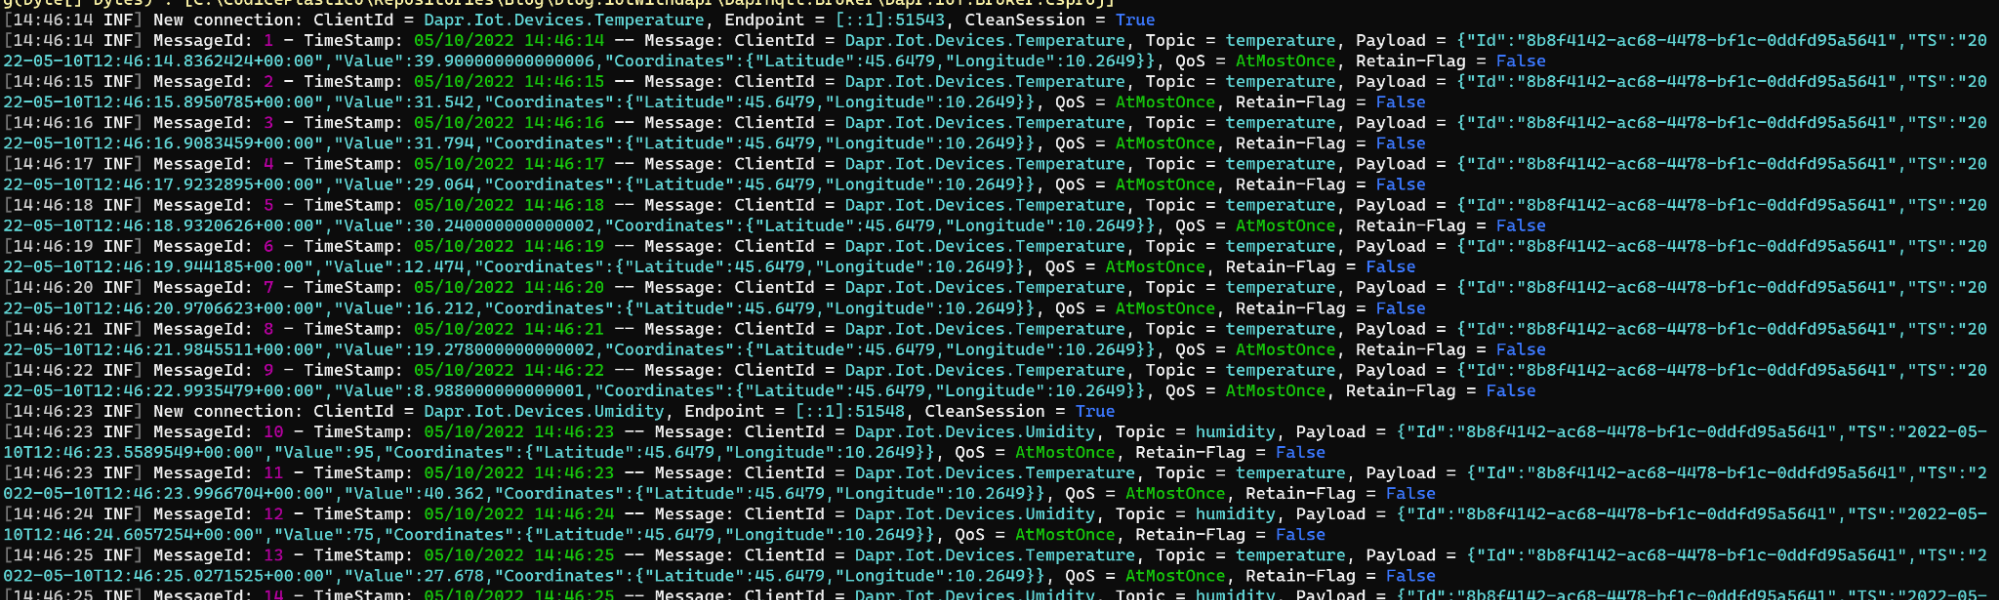 g(byte[] bytes) : [C:\CodicePlastico\Repositories\Blog\Blog.IotWithDapr\DaprMqtt.Broker\Dapr.IoT.Broker.csproj]
[14:46:14 INF] New connection: ClientId = Dapr.Iot.Devices.Temperature, Endpoint = [::1]:51543, CleanSession = True
[14:46:14 INF] MessageId: 1 - TimeStamp: 05/10/2022 14:46:14 -- Message: ClientId = Dapr.Iot.Devices.Temperature, Topic = temperature, Payload = {"Id":"8b8f4142-ac68-4478-bf1c-0ddfd95a5641","TS":"20
22-05-10T12:46:14.8362424+00:00","Value":39.900000000000006,"Coordinates":{"Latitude":45.6479,"Longitude":10.2649}}, QoS = AtMostOnce, Retain-Flag = False
[14:46:15 INF] MessageId: 2 - TimeStamp: 05/10/2022 14:46:15 -- Message: ClientId = Dapr.Iot.Devices.Temperature, Topic = temperature, Payload = {"Id":"8b8f4142-ac68-4478-bf1c-0ddfd95a5641","TS":"20
22-05-10T12:46:15.8950785+00:00","Value":31.542,"Coordinates":{"Latitude":45.6479,"Longitude":10.2649}}, QoS = AtMostOnce, Retain-Flag = False
[14:46:16 INF] MessageId: 3 - TimeStamp: 05/10/2022 14:46:16 -- Message: ClientId = Dapr.Iot.Devices.Temperature, Topic = temperature, Payload = {"Id":"8b8f4142-ac68-4478-bf1c-0ddfd95a5641","TS":"20
22-05-10T12:46:16.9083459+00:00","Value":31.794,"Coordinates":{"Latitude":45.6479,"Longitude":10.2649}}, QoS = AtMostOnce, Retain-Flag = False
[14:46:17 INF] MessageId: 4 - TimeStamp: 05/10/2022 14:46:17 -- Message: ClientId = Dapr.Iot.Devices.Temperature, Topic = temperature, Payload = {"Id":"8b8f4142-ac68-4478-bf1c-0ddfd95a5641","TS":"20
22-05-10T12:46:17.9232895+00:00","Value":29.064,"Coordinates":{"Latitude":45.6479,"Longitude":10.2649}}, QoS = AtMostOnce, Retain-Flag = False
[14:46:18 INF] MessageId: 5 - TimeStamp: 05/10/2022 14:46:18 -- Message: ClientId = Dapr.Iot.Devices.Temperature, Topic = temperature, Payload = {"Id":"8b8f4142-ac68-4478-bf1c-0ddfd95a5641","TS":"20
22-05-10T12:46:18.9320626+00:00","Value":30.240000000000002,"Coordinates":{"Latitude":45.6479,"Longitude":10.2649}}, QoS = AtMostOnce, Retain-Flag = False
[14:46:19 INF] MessageId: 6 - TimeStamp: 05/10/2022 14:46:19 -- Message: ClientId = Dapr.Iot.Devices.Temperature, Topic = temperature, Payload = {"Id":"8b8f4142-ac68-4478-bf1c-0ddfd95a5641","TS":"20
22-05-10T12:46:19.944185+00:00","Value":12.474,"Coordinates":{"Latitude":45.6479,"Longitude":10.2649}}, QoS = AtMostOnce, Retain-Flag = False
[14:46:20 INF] MessageId: 7 - TimeStamp: 05/10/2022 14:46:20 -- Message: ClientId = Dapr.Iot.Devices.Temperature, Topic = temperature, Payload = {"Id":"8b8f4142-ac68-4478-bf1c-0ddfd95a5641","TS":"20
22-05-10T12:46:20.9706623+00:00","Value":16.212,"Coordinates":{"Latitude":45.6479,"Longitude":10.2649}}, QoS = AtMostOnce, Retain-Flag = False
[14:46:21 INF] MessageId: 8 - TimeStamp: 05/10/2022 14:46:21 -- Message: ClientId = Dapr.Iot.Devices.Temperature, Topic = temperature, Payload = {"Id":"8b8f4142-ac68-4478-bf1c-0ddfd95a5641","TS":"20
22-05-10T12:46:21.9845511+00:00","Value":19.278000000000002,"Coordinates":{"Latitude":45.6479,"Longitude":10.2649}}, QoS = AtMostOnce, Retain-Flag = False
[14:46:22 INF] MessageId: 9 - TimeStamp: 05/10/2022 14:46:22 -- Message: ClientId = Dapr.Iot.Devices.Temperature, Topic = temperature, Payload = {"Id":"8b8f4142-ac68-4478-bf1c-0ddfd95a5641","TS":"20
22-05-10T12:46:22.9935479+00:00","Value":8.988000000000001,"Coordinates":{"Latitude":45.6479,"Longitude":10.2649}}, QoS = AtMostOnce, Retain-Flag = False
[14:46:23 INF] New connection: ClientId = Dapr.Iot.Devices.Umidity, Endpoint = [::1]:51548, CleanSession = True
[14:46:23 INF] MessageId: 10 - TimeStamp: 05/10/2022 14:46:23 -- Message: ClientId = Dapr.Iot.Devices.Umidity, Topic = humidity, Payload = {"Id":"8b8f4142-ac68-4478-bf1c-0ddfd95a5641","TS":"2022-05-
10T12:46:23.5589549+00:00","Value":95,"Coordinates":{"Latitude":45.6479,"Longitude":10.2649}}, QoS = AtMostOnce, Retain-Flag = False
[14:46:23 INF] MessageId: 11 - TimeStamp: 05/10/2022 14:46:23 -- Message: ClientId = Dapr.Iot.Devices.Temperature, Topic = temperature, Payload = {"Id":"8b8f4142-ac68-4478-bf1c-0ddfd95a5641","TS":"2
022-05-10T12:46:23.9966704+00:00","Value":40.362,"Coordinates":{"Latitude":45.6479,"Longitude":10.2649}}, QoS = AtMostOnce, Retain-Flag = False
[14:46:24 INF] MessageId: 12 - TimeStamp: 05/10/2022 14:46:24 -- Message: ClientId = Dapr.Iot.Devices.Umidity, Topic = humidity, Payload = {"Id":"8b8f4142-ac68-4478-bf1c-0ddfd95a5641","TS":"2022-05-
10T12:46:24.6057254+00:00","Value":75,"Coordinates":{"Latitude":45.6479,"Longitude":10.2649}}, QoS = AtMostOnce, Retain-Flag = False
[14:46:25 INF] MessageId: 13 - TimeStamp: 05/10/2022 14:46:25 -- Message: ClientId = Dapr.Iot.Devices.Temperature, Topic = temperature, Payload = {"Id":"8b8f4142-ac68-4478-bf1c-0ddfd95a5641","TS":"2
022-05-10T12:46:25.0271525+00:00","Value":27.678,"Coordinates":{"Latitude":45.6479,"Longitude":10.2649}}, QoS = AtMostOnce, Retain-Flag = False
[14:46:25 INF] MessageId: 14 - TimeStamp: 05/10/2022 14:46:25 -- Message: ClientId = Dapr.Iot.Devices.Umidity, Topic = humidity, Payload = {"Id":"8b8f4142-ac68-4478-bf1c-0ddfd95a5641","TS":"2022-05-